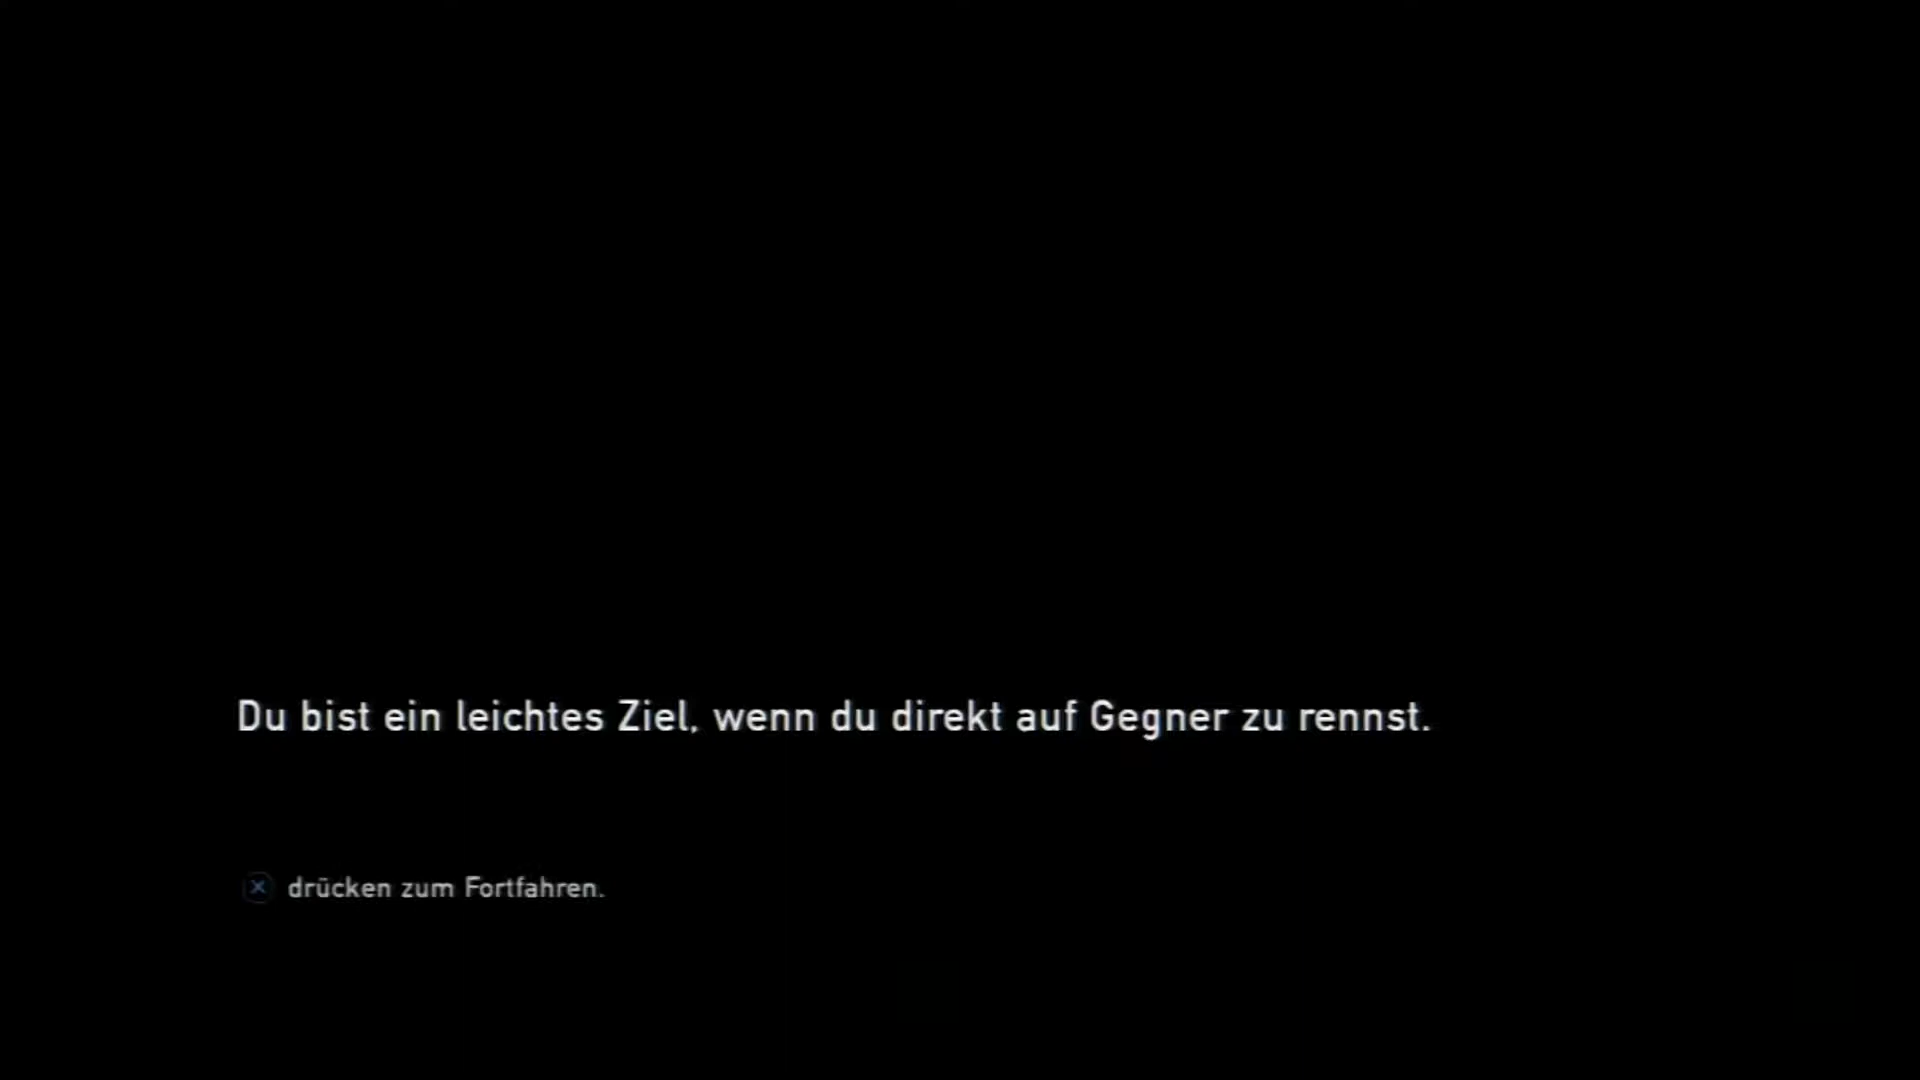 Du bist ein leichtes Ziel, wenn du direkt auf Gegner zu rennst.
drücken zum Fortfahren.